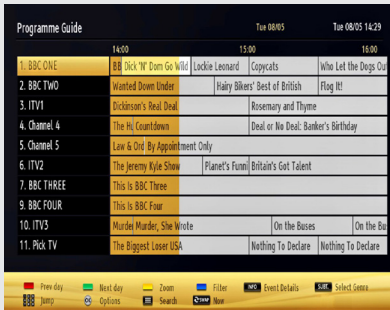 Programme Guide Tue 08/05 Tue 08/05 14:29
14:00 15:00 16:00
1. BBC ONE BB Dick 'N' Dom Go Wild Lockie Leonard Copycats Who Let the Dogs Out
2. BBC TWO Wanted Down Under Hairy Bikers' Best of British Flog It!
3. ITV1 Dickinson's Real Deal Rosemary and Thyme
4. Channel 4 The Hu Countdown Deal or No Deal: Banker's Birthday
5. Channel 5 Law & Ord By Appointment Only
6. ITV2 The Jeremy Kyle Show Planet's Funni Britain's Got Talent
7. BBC THREE This Is BBC Three
9. BBC FOUR This Is BBC Four
10. ITV3 Murde Murder, She Wrote On the Buses On the Bu
11. Pick TV The Biggest Loser USA Nothing To Declare Nothing To Declare
Prev day Next day Zoom Filter INFO Event Details SUBT. Select Genre
Jump Options Search SWAP Now